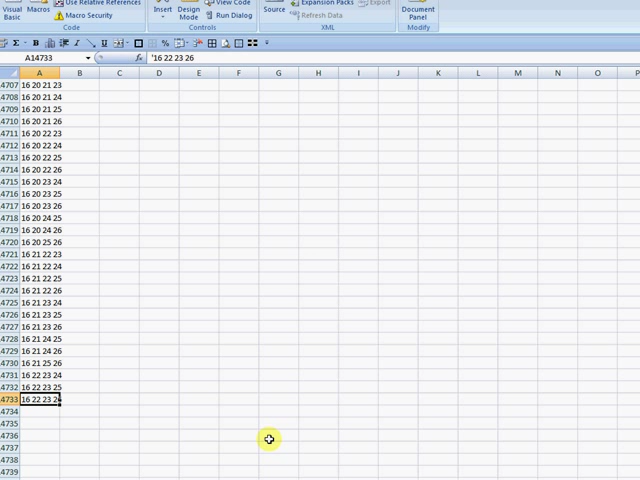 Visual Basic Macros Use Relative References Macro Security Code
Insert Design Mode View Code Run Dialog Controls
Source Expansion Packs Export Refresh Data XML
Document Panel Modify
A14733 fx '16 22 23 26
A B C D E F G H I J K L M N O P
4707 16 20 21 23
4708 16 20 21 24
4709 16 20 21 25
4710 16 20 21 26
4711 16 20 22 23
4712 16 20 22 24
4713 16 20 22 25
4714 16 20 22 26
4715 16 20 23 24
4716 16 20 23 25
4717 16 20 23 26
4718 16 20 24 25
4719 16 20 24 26
4720 16 20 25 26
4721 16 21 22 23
4722 16 21 22 24
4723 16 21 22 25
4724 16 21 22 26
4725 16 21 23 24
4726 16 21 23 25
4727 16 21 23 26
4728 16 21 24 25
4729 16 21 24 26
4730 16 21 25 26
4731 16 22 23 24
4732 16 22 23 25
4733 16 22 23 26
4734
4735
4736
4737
4738
4739